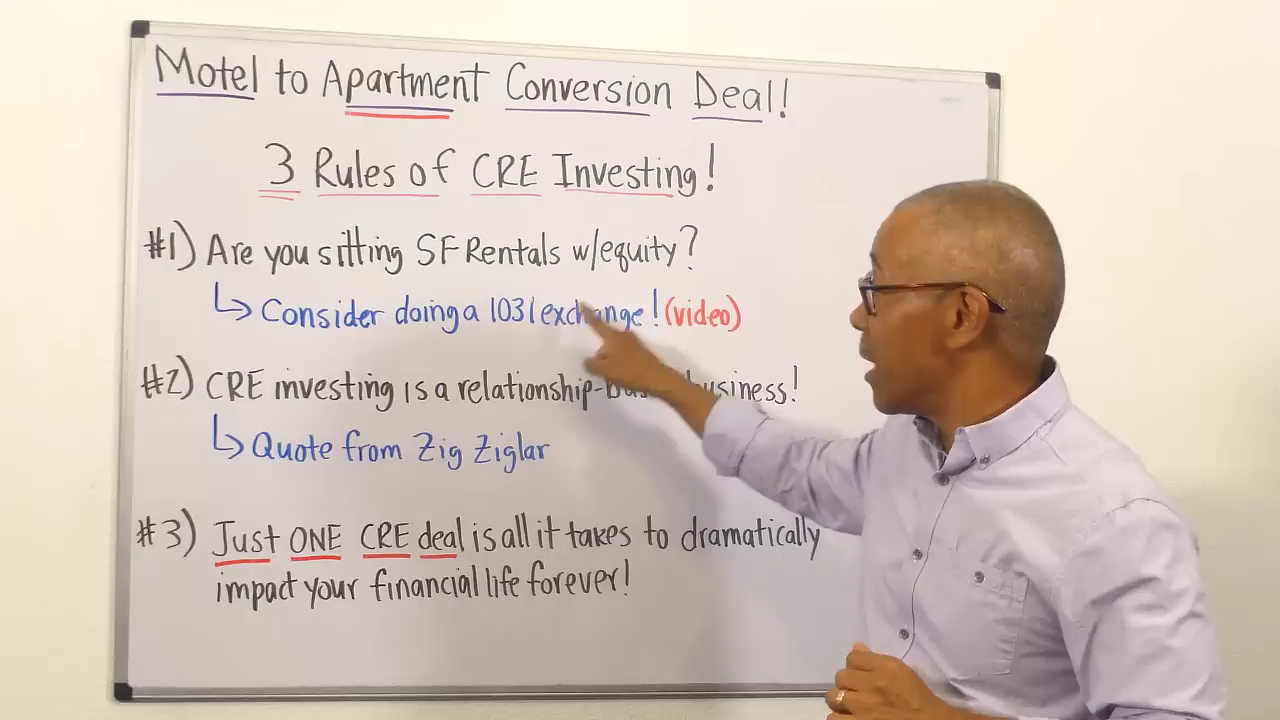 Motel to Apartment Conversion Deal!
3 Rules of CRE Investing!
#1) Are you sitting SF Rentals w/equity?
↳ Consider doing a 1031 exchange! (video)
#2) CRE investing is a relationship- business!
↳ Quote from Zig Ziglar
#3) Just ONE CRE deal is all it takes to dramatically
impact your financial life forever!